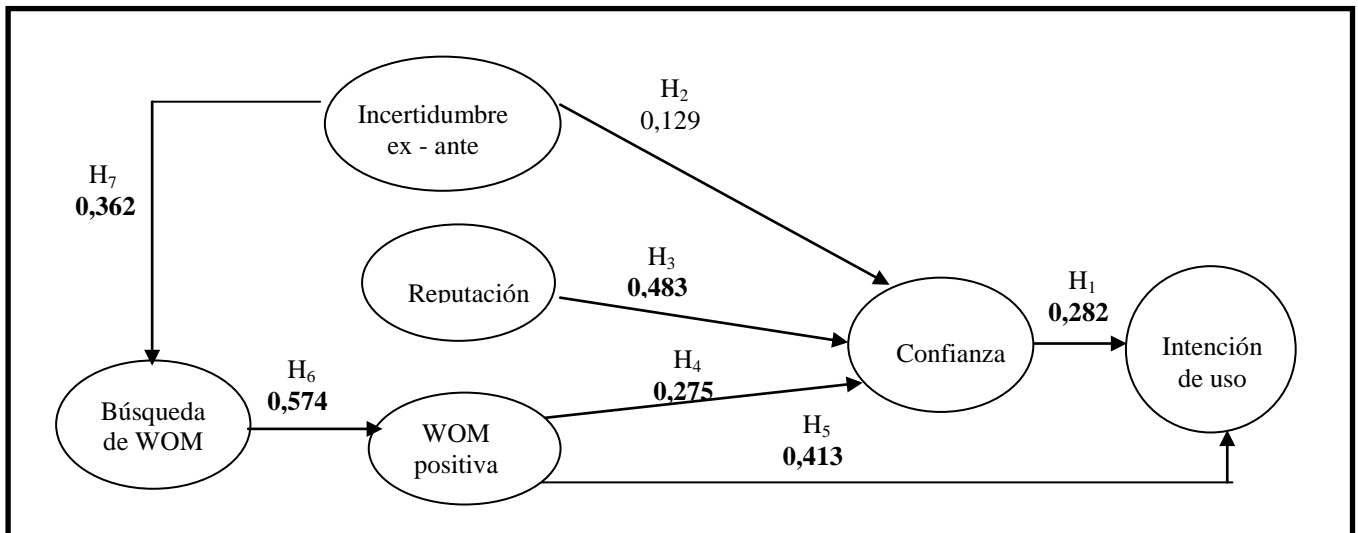 H₂
0,129
Incertidumbre
ex - ante
H₇
0,362
H₃
0,483
Reputación
H₁
0,282
Confianza
Intención
de uso
H₄
0,275
H₆
0,574
Búsqueda
de WOM
WOM
positiva
H₅
0,413